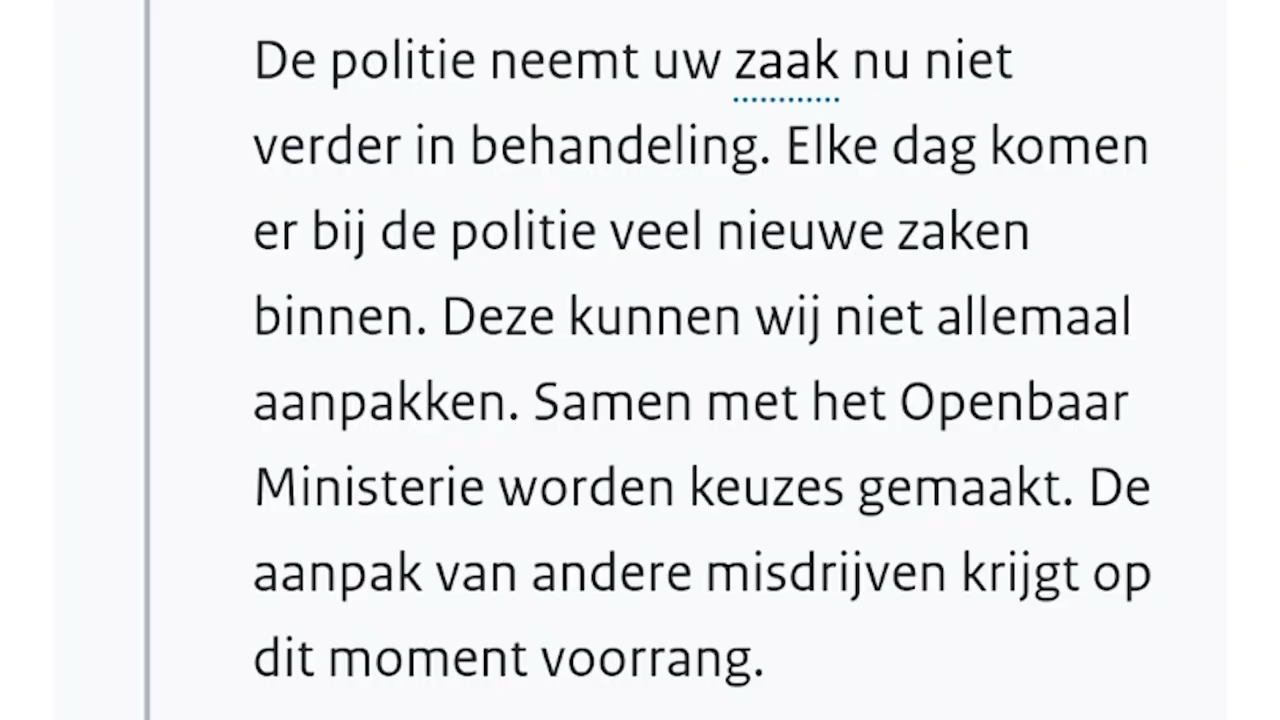 De politie neemt uw zaak nu niet
verder in behandeling. Elke dag komen
er bij de politie veel nieuwe zaken
binnen. Deze kunnen wij niet allemaal
aanpakken. Samen met het Openbaar
Ministerie worden keuzes gemaakt. De
aanpak van andere misdrijven krijgt op
dit moment voorrang.